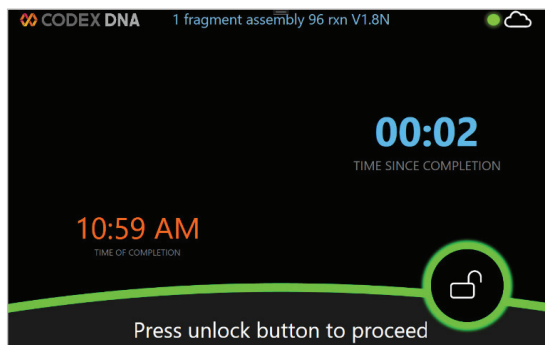 CODEX DNA
1 fragment assembly 96 rxn V1.8N
00:02
TIME SINCE COMPLETION
10:59 AM
TIME OF COMPLETION
Press unlock button to proceed